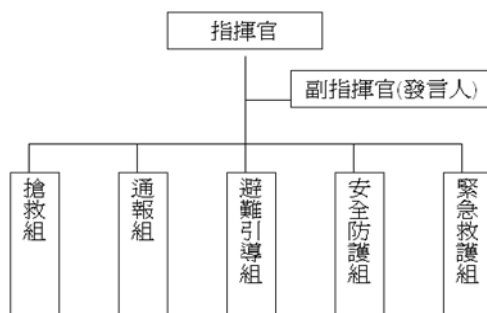 指揮官
副指揮官(發言人)
搶救組
通報組
避難引導組
安全防護組
緊急救護組